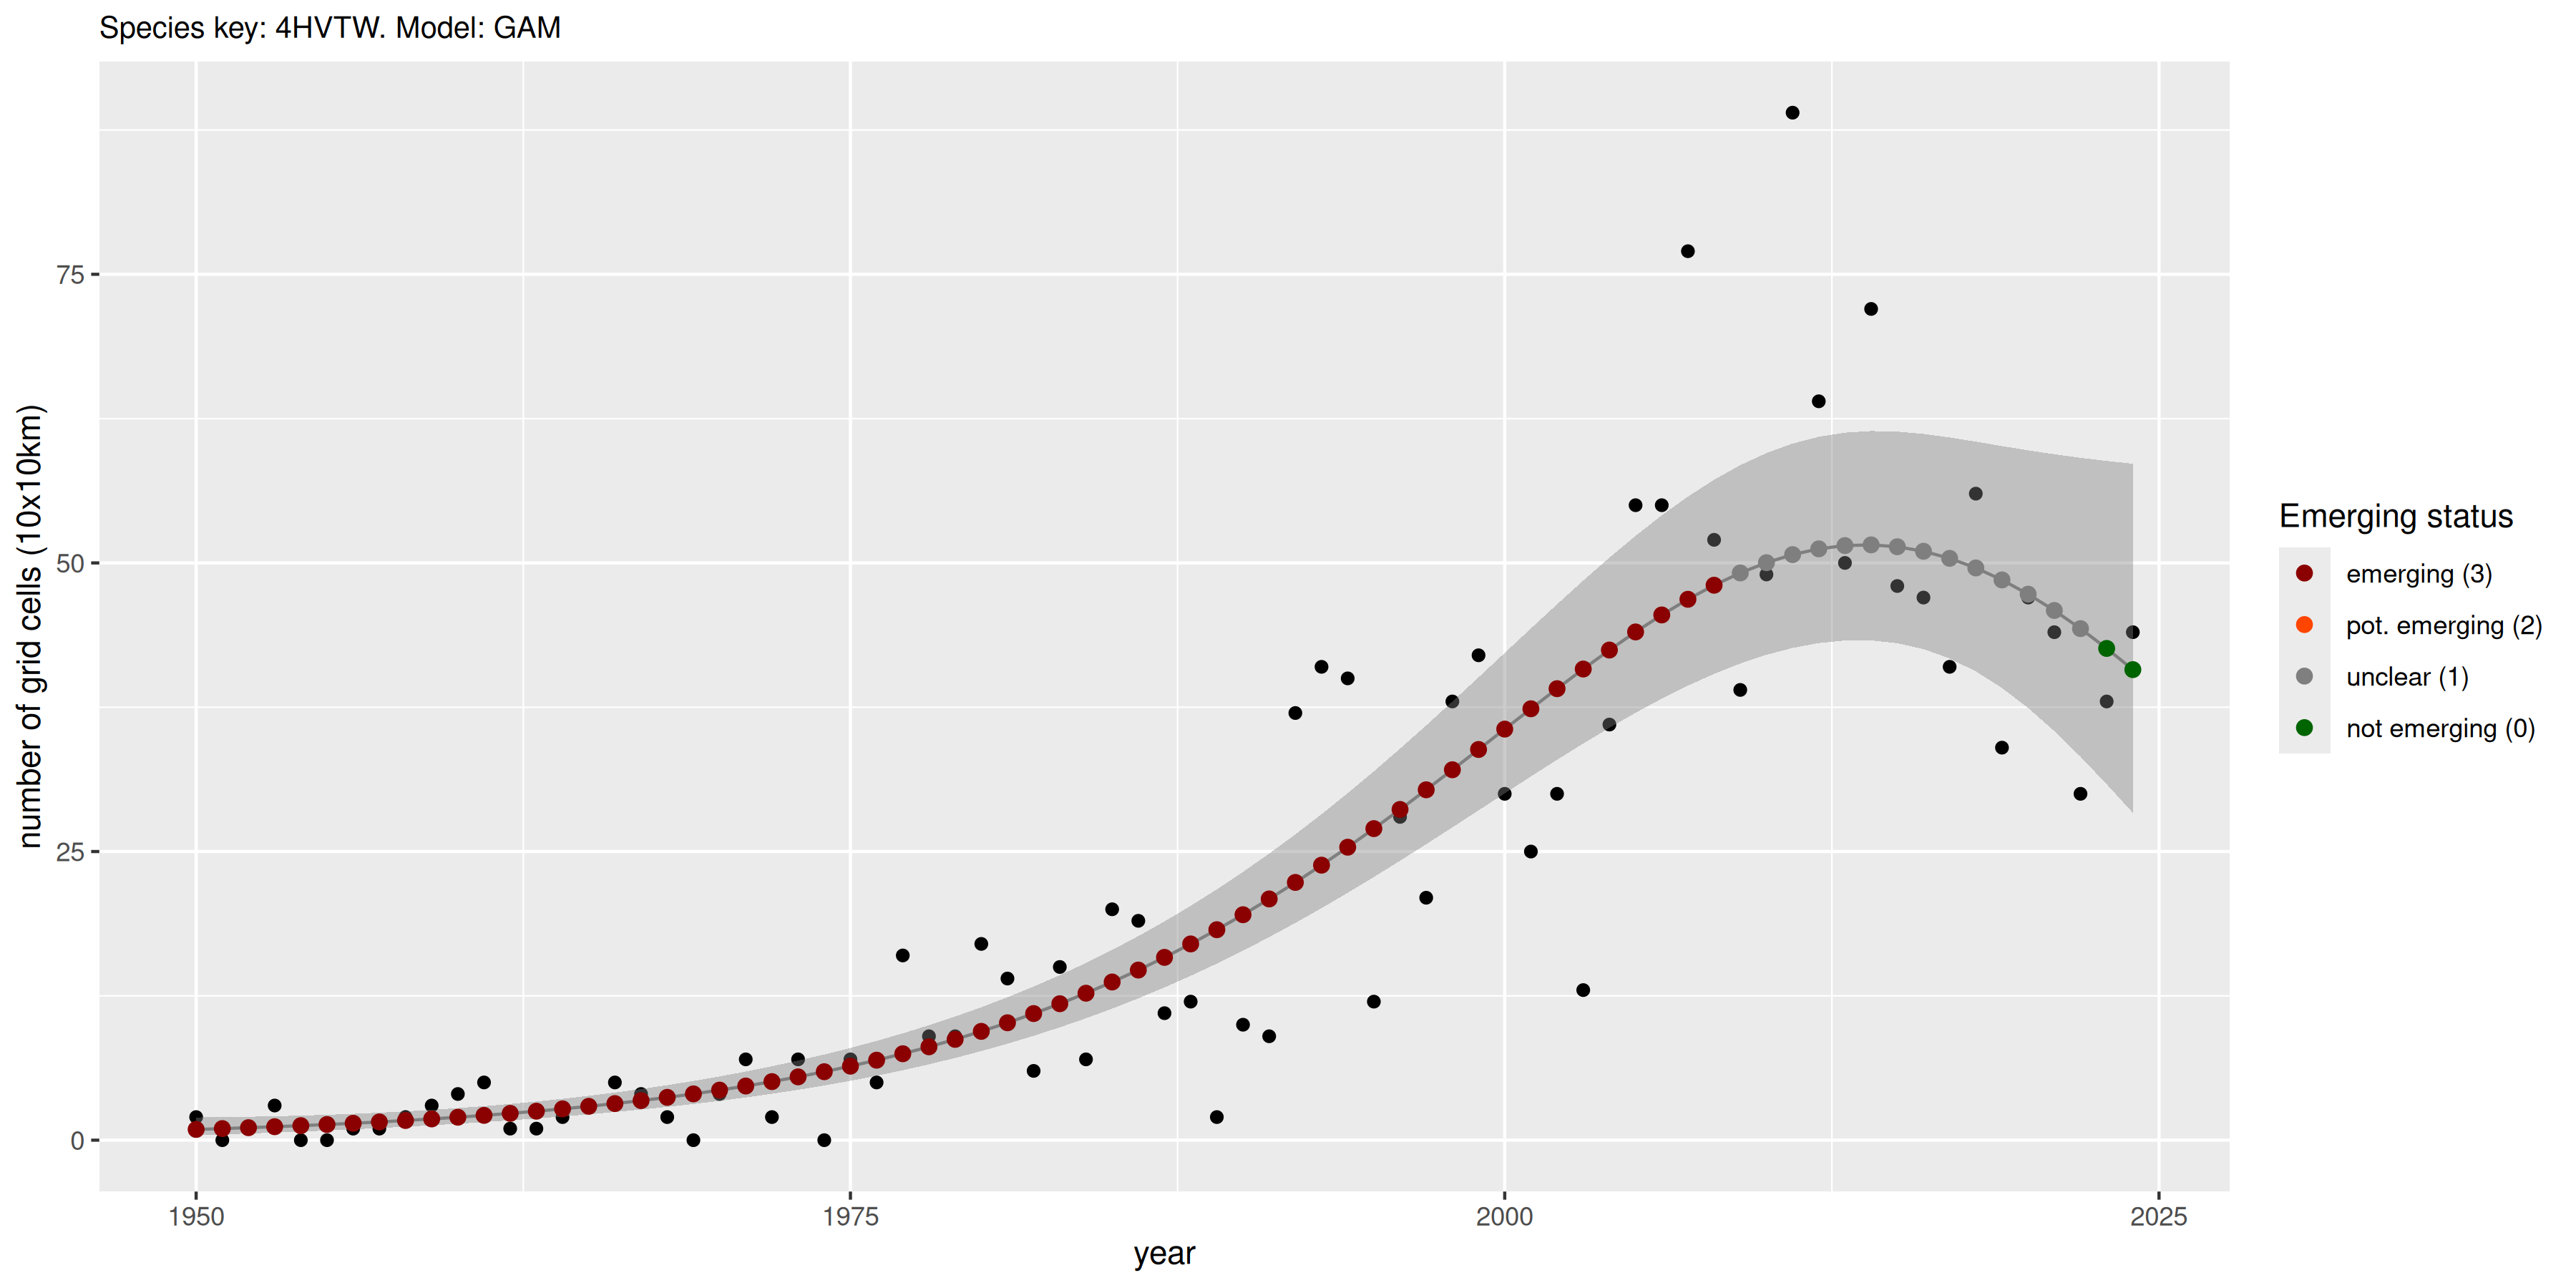 Species key: 4HVTW. Model: GAM
number of grid cells (10x10km)
75
50
25
0
1950
1975
2000
2025
year
Emerging status
emerging (3)
pot. emerging (2)
unclear (1)
not emerging (0)